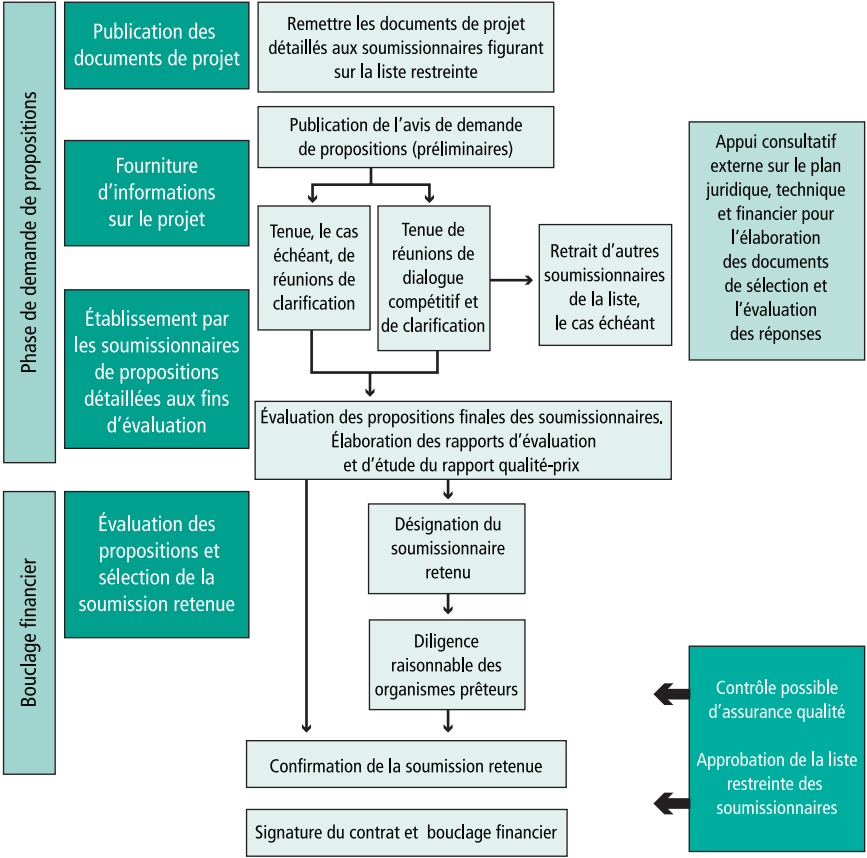 Phase de demande de propositions
Publication des
documents de projet
Remettre les documents de projet
détaillés aux soumissionnaires figurant
sur la liste restreinte
Fourniture
d’informations
sur le projet
Publication de l’avis de demande
de propositions (préliminaires)
Tenue, le cas
échéant, de
réunions de
clarification
Tenue de
réunions de
dialogue
compétitif et
de clarification
Retrait d’autres
soumissionnaires
de la liste,
le cas échéant
Appui consultatif
externe sur le plan
juridique, technique
et financier pour
l’élaboration
des documents
de sélection et
l’évaluation
des réponses
Établissement par
les soumissionnaires
de propositions
détaillées aux fins
d’évaluation
Évaluation des propositions finales des soumissionnaires.
Élaboration des rapports d’évaluation
et d’étude du rapport qualité-prix
Bouclage financier
Évaluation des
propositions et
sélection de la
soumission retenue
Désignation du
soumissionnaire
retenu
Diligence
raisonnable des
organismes prêteurs
Confirmation de la soumission retenue
Signature du contrat et bouclage financier
Contrôle possible
d’assurance qualité
Approbation de la liste
restreinte des
soumissionnaires